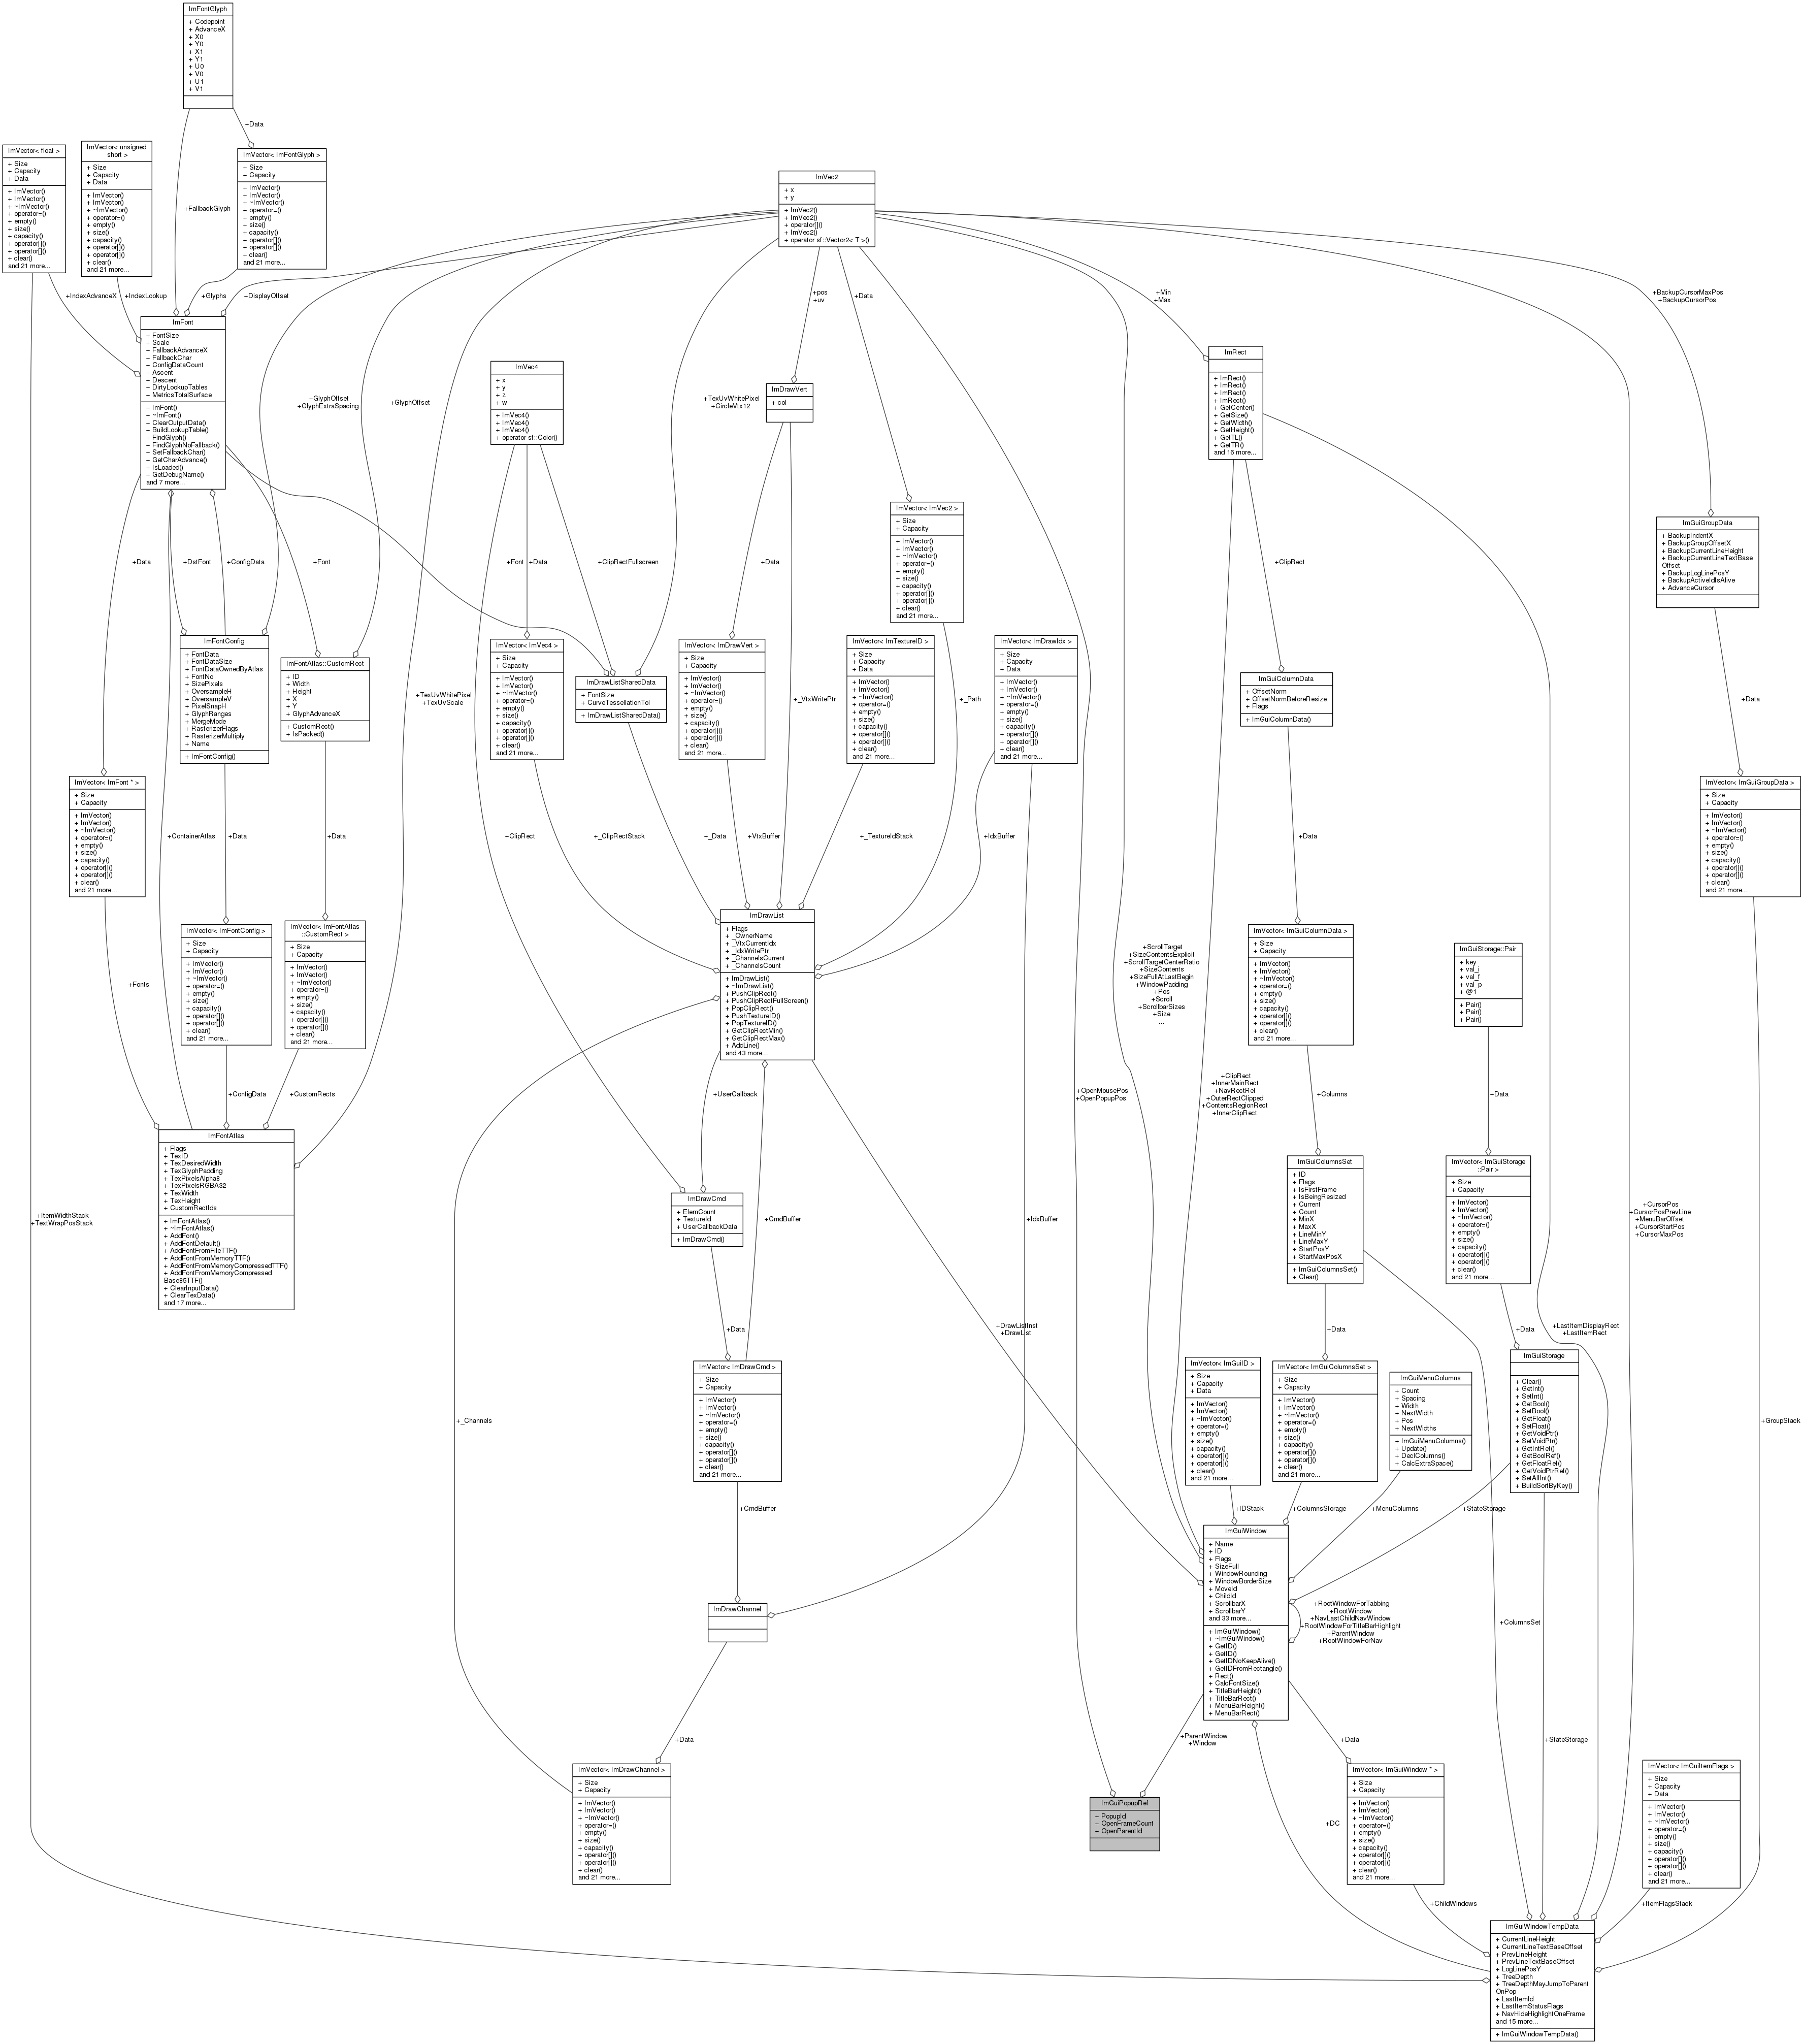 ImFontGlyph
+ Codepoint
+ AdvanceX
+ X0
+ Y0
+ X1
+ Y1
+ U0
+ V0
+ U1
+ V1
+Data
ImVector< float >
+ Size
+ Capacity
+ Data
+ ImVector()
+ ImVector()
+ ~ImVector()
+ operator=()
+ empty()
+ size()
+ capacity()
+ operator[]()
+ operator[]()
+ clear()
and 21 more...
ImVector< unsigned
short >
+ Size
+ Capacity
+ Data
+ ImVector()
+ ImVector()
+ ~ImVector()
+ operator=()
+ empty()
+ size()
+ capacity()
+ operator[]()
+ operator[]()
+ clear()
and 21 more...
+FallbackGlyph
ImVector< ImFontGlyph >
+ Size
+ Capacity
+ ImVector()
+ ImVector()
+ ~ImVector()
+ operator=()
+ empty()
+ size()
+ capacity()
+ operator[]()
+ operator[]()
+ clear()
and 21 more...
ImVec2
+ x
+ y
+ ImVec2()
+ ImVec2()
+ operator[]()
+ ImVec2()
+ operator sf::Vector2< T >()
+IndexAdvanceX
+IndexLookup
+Glyphs
+DisplayOffset
+pos
+uv
+Data
+Min
+Max
+BackupCursorMaxPos
+BackupCursorPos
ImFont
+ FontSize
+ Scale
+ FallbackAdvanceX
+ FallbackChar
+ ConfigDataCount
+ Ascent
+ Descent
+ DirtyLookupTables
+ MetricsTotalSurface
+ ImFont()
+ ~ImFont()
+ ClearOutputData()
+ BuildLookupTable()
+ FindGlyph()
+ FindGlyphNoFallback()
+ SetFallbackChar()
+ GetCharAdvance()
+ IsLoaded()
+ GetDebugName()
and 7 more...
+GlyphOffset
+GlyphExtraSpacing
+GlyphOffset
ImVec4
+ x
+ y
+ z
+ w
+ ImVec4()
+ ImVec4()
+ ImVec4()
+ operator sf::Color()
+TexUvWhitePixel
+CircleVtx12
ImDrawVert
+ col
ImRect
+ ImRect()
+ ImRect()
+ ImRect()
+ ImRect()
+ GetCenter()
+ GetSize()
+ GetWidth()
+ GetHeight()
+ GetTL()
+ GetTR()
and 16 more...
+Data
+DstFont
+ConfigData
+Font
+Font
+Data
+ClipRectFullscreen
+Data
ImVector< ImVec2 >
+ Size
+ Capacity
+ ImVector()
+ ImVector()
+ ~ImVector()
+ operator=()
+ empty()
+ size()
+ capacity()
+ operator[]()
+ operator[]()
+ clear()
and 21 more...
+ClipRect
ImGuiGroupData
+ BackupIndentX
+ BackupGroupOffsetX
+ BackupCurrentLineHeight
+ BackupCurrentLineTextBase
Offset
+ BackupLogLinePosY
+ BackupActiveIdIsAlive
+ AdvanceCursor
ImFontConfig
+ FontData
+ FontDataSize
+ FontDataOwnedByAtlas
+ FontNo
+ SizePixels
+ OversampleH
+ OversampleV
+ PixelSnapH
+ GlyphRanges
+ MergeMode
+ RasterizerFlags
+ RasterizerMultiply
+ Name
+ ImFontConfig()
ImFontAtlas::CustomRect
+ ID
+ Width
+ Height
+ X
+ Y
+ GlyphAdvanceX
+ CustomRect()
+ IsPacked()
+TexUvWhitePixel
+TexUvScale
ImVector< ImVec4 >
+ Size
+ Capacity
+ ImVector()
+ ImVector()
+ ~ImVector()
+ operator=()
+ empty()
+ size()
+ capacity()
+ operator[]()
+ operator[]()
+ clear()
and 21 more...
ImDrawListSharedData
+ FontSize
+ CurveTessellationTol
+ ImDrawListSharedData()
ImVector< ImDrawVert >
+ Size
+ Capacity
+ ImVector()
+ ImVector()
+ ~ImVector()
+ operator=()
+ empty()
+ size()
+ capacity()
+ operator[]()
+ operator[]()
+ clear()
and 21 more...
+_VtxWritePtr
ImVector< ImTextureID >
+ Size
+ Capacity
+ Data
+ ImVector()
+ ImVector()
+ ~ImVector()
+ operator=()
+ empty()
+ size()
+ capacity()
+ operator[]()
+ operator[]()
+ clear()
and 21 more...
+_Path
ImVector< ImDrawIdx >
+ Size
+ Capacity
+ Data
+ ImVector()
+ ImVector()
+ ~ImVector()
+ operator=()
+ empty()
+ size()
+ capacity()
+ operator[]()
+ operator[]()
+ clear()
and 21 more...
ImGuiColumnData
+ OffsetNorm
+ OffsetNormBeforeResize
+ Flags
+ ImGuiColumnData()
+Data
ImVector< ImFont * >
+ Size
+ Capacity
+ ImVector()
+ ImVector()
+ ~ImVector()
+ operator=()
+ empty()
+ size()
+ capacity()
+ operator[]()
+ operator[]()
+ clear()
and 21 more...
+ContainerAtlas
+Data
+Data
+ClipRect
+_ClipRectStack
+_Data
+VtxBuffer
+_TextureIdStack
+IdxBuffer
+Data
ImVector< ImGuiGroupData >
+ Size
+ Capacity
+ ImVector()
+ ImVector()
+ ~ImVector()
+ operator=()
+ empty()
+ size()
+ capacity()
+ operator[]()
+ operator[]()
+ clear()
and 21 more...
+Fonts
ImVector< ImFontConfig >
+ Size
+ Capacity
+ ImVector()
+ ImVector()
+ ~ImVector()
+ operator=()
+ empty()
+ size()
+ capacity()
+ operator[]()
+ operator[]()
+ clear()
and 21 more...
ImVector< ImFontAtlas
::CustomRect >
+ Size
+ Capacity
+ ImVector()
+ ImVector()
+ ~ImVector()
+ operator=()
+ empty()
+ size()
+ capacity()
+ operator[]()
+ operator[]()
+ clear()
and 21 more...
ImDrawList
+ Flags
+ _OwnerName
+ _VtxCurrentIdx
+ _IdxWritePtr
+ _ChannelsCurrent
+ _ChannelsCount
+ ImDrawList()
+ ~ImDrawList()
+ PushClipRect()
+ PushClipRectFullScreen()
+ PopClipRect()
+ PushTextureID()
+ PopTextureID()
+ GetClipRectMin()
+ GetClipRectMax()
+ AddLine()
and 43 more...
+ScrollTarget
+SizeContentsExplicit
+ScrollTargetCenterRatio
+SizeContents
+SizeFullAtLastBegin
+WindowPadding
+Pos
+Scroll
+ScrollbarSizes
+Size
...
ImVector< ImGuiColumnData >
+ Size
+ Capacity
+ ImVector()
+ ImVector()
+ ~ImVector()
+ operator=()
+ empty()
+ size()
+ capacity()
+ operator[]()
+ operator[]()
+ clear()
and 21 more...
ImGuiStorage::Pair
+ key
+ val_i
+ val_f
+ val_p
+ @1
+ Pair()
+ Pair()
+ Pair()
+ConfigData
+CustomRects
+UserCallback
+OpenMousePos
+OpenPopupPos
+ClipRect
+InnerMainRect
+NavRectRel
+OuterRectClipped
+ContentsRegionRect
+InnerClipRect
+Columns
+Data
ImFontAtlas
+ Flags
+ TexID
+ TexDesiredWidth
+ TexGlyphPadding
+ TexPixelsAlpha8
+ TexPixelsRGBA32
+ TexWidth
+ TexHeight
+ CustomRectIds
+ ImFontAtlas()
+ ~ImFontAtlas()
+ AddFont()
+ AddFontDefault()
+ AddFontFromFileTTF()
+ AddFontFromMemoryTTF()
+ AddFontFromMemoryCompressedTTF()
+ AddFontFromMemoryCompressed
Base85TTF()
+ ClearInputData()
+ ClearTexData()
and 17 more...
+ItemWidthStack
+TextWrapPosStack
ImDrawCmd
+ ElemCount
+ TextureId
+ UserCallbackData
+ ImDrawCmd()
+CmdBuffer
+IdxBuffer
ImGuiColumnsSet
+ ID
+ Flags
+ IsFirstFrame
+ IsBeingResized
+ Current
+ Count
+ MinX
+ MaxX
+ LineMinY
+ LineMaxY
+ StartPosY
+ StartMaxPosX
+ ImGuiColumnsSet()
+ Clear()
ImVector< ImGuiStorage
::Pair >
+ Size
+ Capacity
+ ImVector()
+ ImVector()
+ ~ImVector()
+ operator=()
+ empty()
+ size()
+ capacity()
+ operator[]()
+ operator[]()
+ clear()
and 21 more...
+CursorPos
+CursorPosPrevLine
+MenuBarOffset
+CursorStartPos
+CursorMaxPos
+Data
+DrawListInst
+DrawList
+Data
+Data
+LastItemDisplayRect
+LastItemRect
ImVector< ImDrawCmd >
+ Size
+ Capacity
+ ImVector()
+ ImVector()
+ ~ImVector()
+ operator=()
+ empty()
+ size()
+ capacity()
+ operator[]()
+ operator[]()
+ clear()
and 21 more...
ImVector< ImGuiID >
+ Size
+ Capacity
+ Data
+ ImVector()
+ ImVector()
+ ~ImVector()
+ operator=()
+ empty()
+ size()
+ capacity()
+ operator[]()
+ operator[]()
+ clear()
and 21 more...
ImVector< ImGuiColumnsSet >
+ Size
+ Capacity
+ ImVector()
+ ImVector()
+ ~ImVector()
+ operator=()
+ empty()
+ size()
+ capacity()
+ operator[]()
+ operator[]()
+ clear()
and 21 more...
ImGuiMenuColumns
+ Count
+ Spacing
+ Width
+ NextWidth
+ Pos
+ NextWidths
+ ImGuiMenuColumns()
+ Update()
+ DeclColumns()
+ CalcExtraSpace()
ImGuiStorage
+ Clear()
+ GetInt()
+ SetInt()
+ GetBool()
+ SetBool()
+ GetFloat()
+ SetFloat()
+ GetVoidPtr()
+ SetVoidPtr()
+ GetIntRef()
+ GetBoolRef()
+ GetFloatRef()
+ GetVoidPtrRef()
+ SetAllInt()
+ BuildSortByKey()
+_Channels
+GroupStack
+CmdBuffer
+IDStack
+ColumnsStorage
+MenuColumns
+StateStorage
ImGuiWindow
+ Name
+ ID
+ Flags
+ SizeFull
+ WindowRounding
+ WindowBorderSize
+ MoveId
+ ChildId
+ ScrollbarX
+ ScrollbarY
and 33 more...
+ ImGuiWindow()
+ ~ImGuiWindow()
+ GetID()
+ GetID()
+ GetIDNoKeepAlive()
+ GetIDFromRectangle()
+ Rect()
+ CalcFontSize()
+ TitleBarHeight()
+ TitleBarRect()
+ MenuBarHeight()
+ MenuBarRect()
ImDrawChannel
+RootWindowForTabbing
+RootWindow
+NavLastChildNavWindow
+RootWindowForTitleBarHighlight
+ParentWindow
+RootWindowForNav
+ColumnsSet
+Data
+ParentWindow
+Window
+Data
+StateStorage
ImVector< ImDrawChannel >
+ Size
+ Capacity
+ ImVector()
+ ImVector()
+ ~ImVector()
+ operator=()
+ empty()
+ size()
+ capacity()
+ operator[]()
+ operator[]()
+ clear()
and 21 more...
ImGuiPopupRef
+ PopupId
+ OpenFrameCount
+ OpenParentId
+DC
ImVector< ImGuiWindow * >
+ Size
+ Capacity
+ ImVector()
+ ImVector()
+ ~ImVector()
+ operator=()
+ empty()
+ size()
+ capacity()
+ operator[]()
+ operator[]()
+ clear()
and 21 more...
ImVector< ImGuiItemFlags >
+ Size
+ Capacity
+ Data
+ ImVector()
+ ImVector()
+ ~ImVector()
+ operator=()
+ empty()
+ size()
+ capacity()
+ operator[]()
+ operator[]()
+ clear()
and 21 more...
+ChildWindows
+ItemFlagsStack
ImGuiWindowTempData
+ CurrentLineHeight
+ CurrentLineTextBaseOffset
+ PrevLineHeight
+ PrevLineTextBaseOffset
+ LogLinePosY
+ TreeDepth
+ TreeDepthMayJumpToParent
OnPop
+ LastItemId
+ LastItemStatusFlags
+ NavHideHighlightOneFrame
and 15 more...
+ ImGuiWindowTempData()